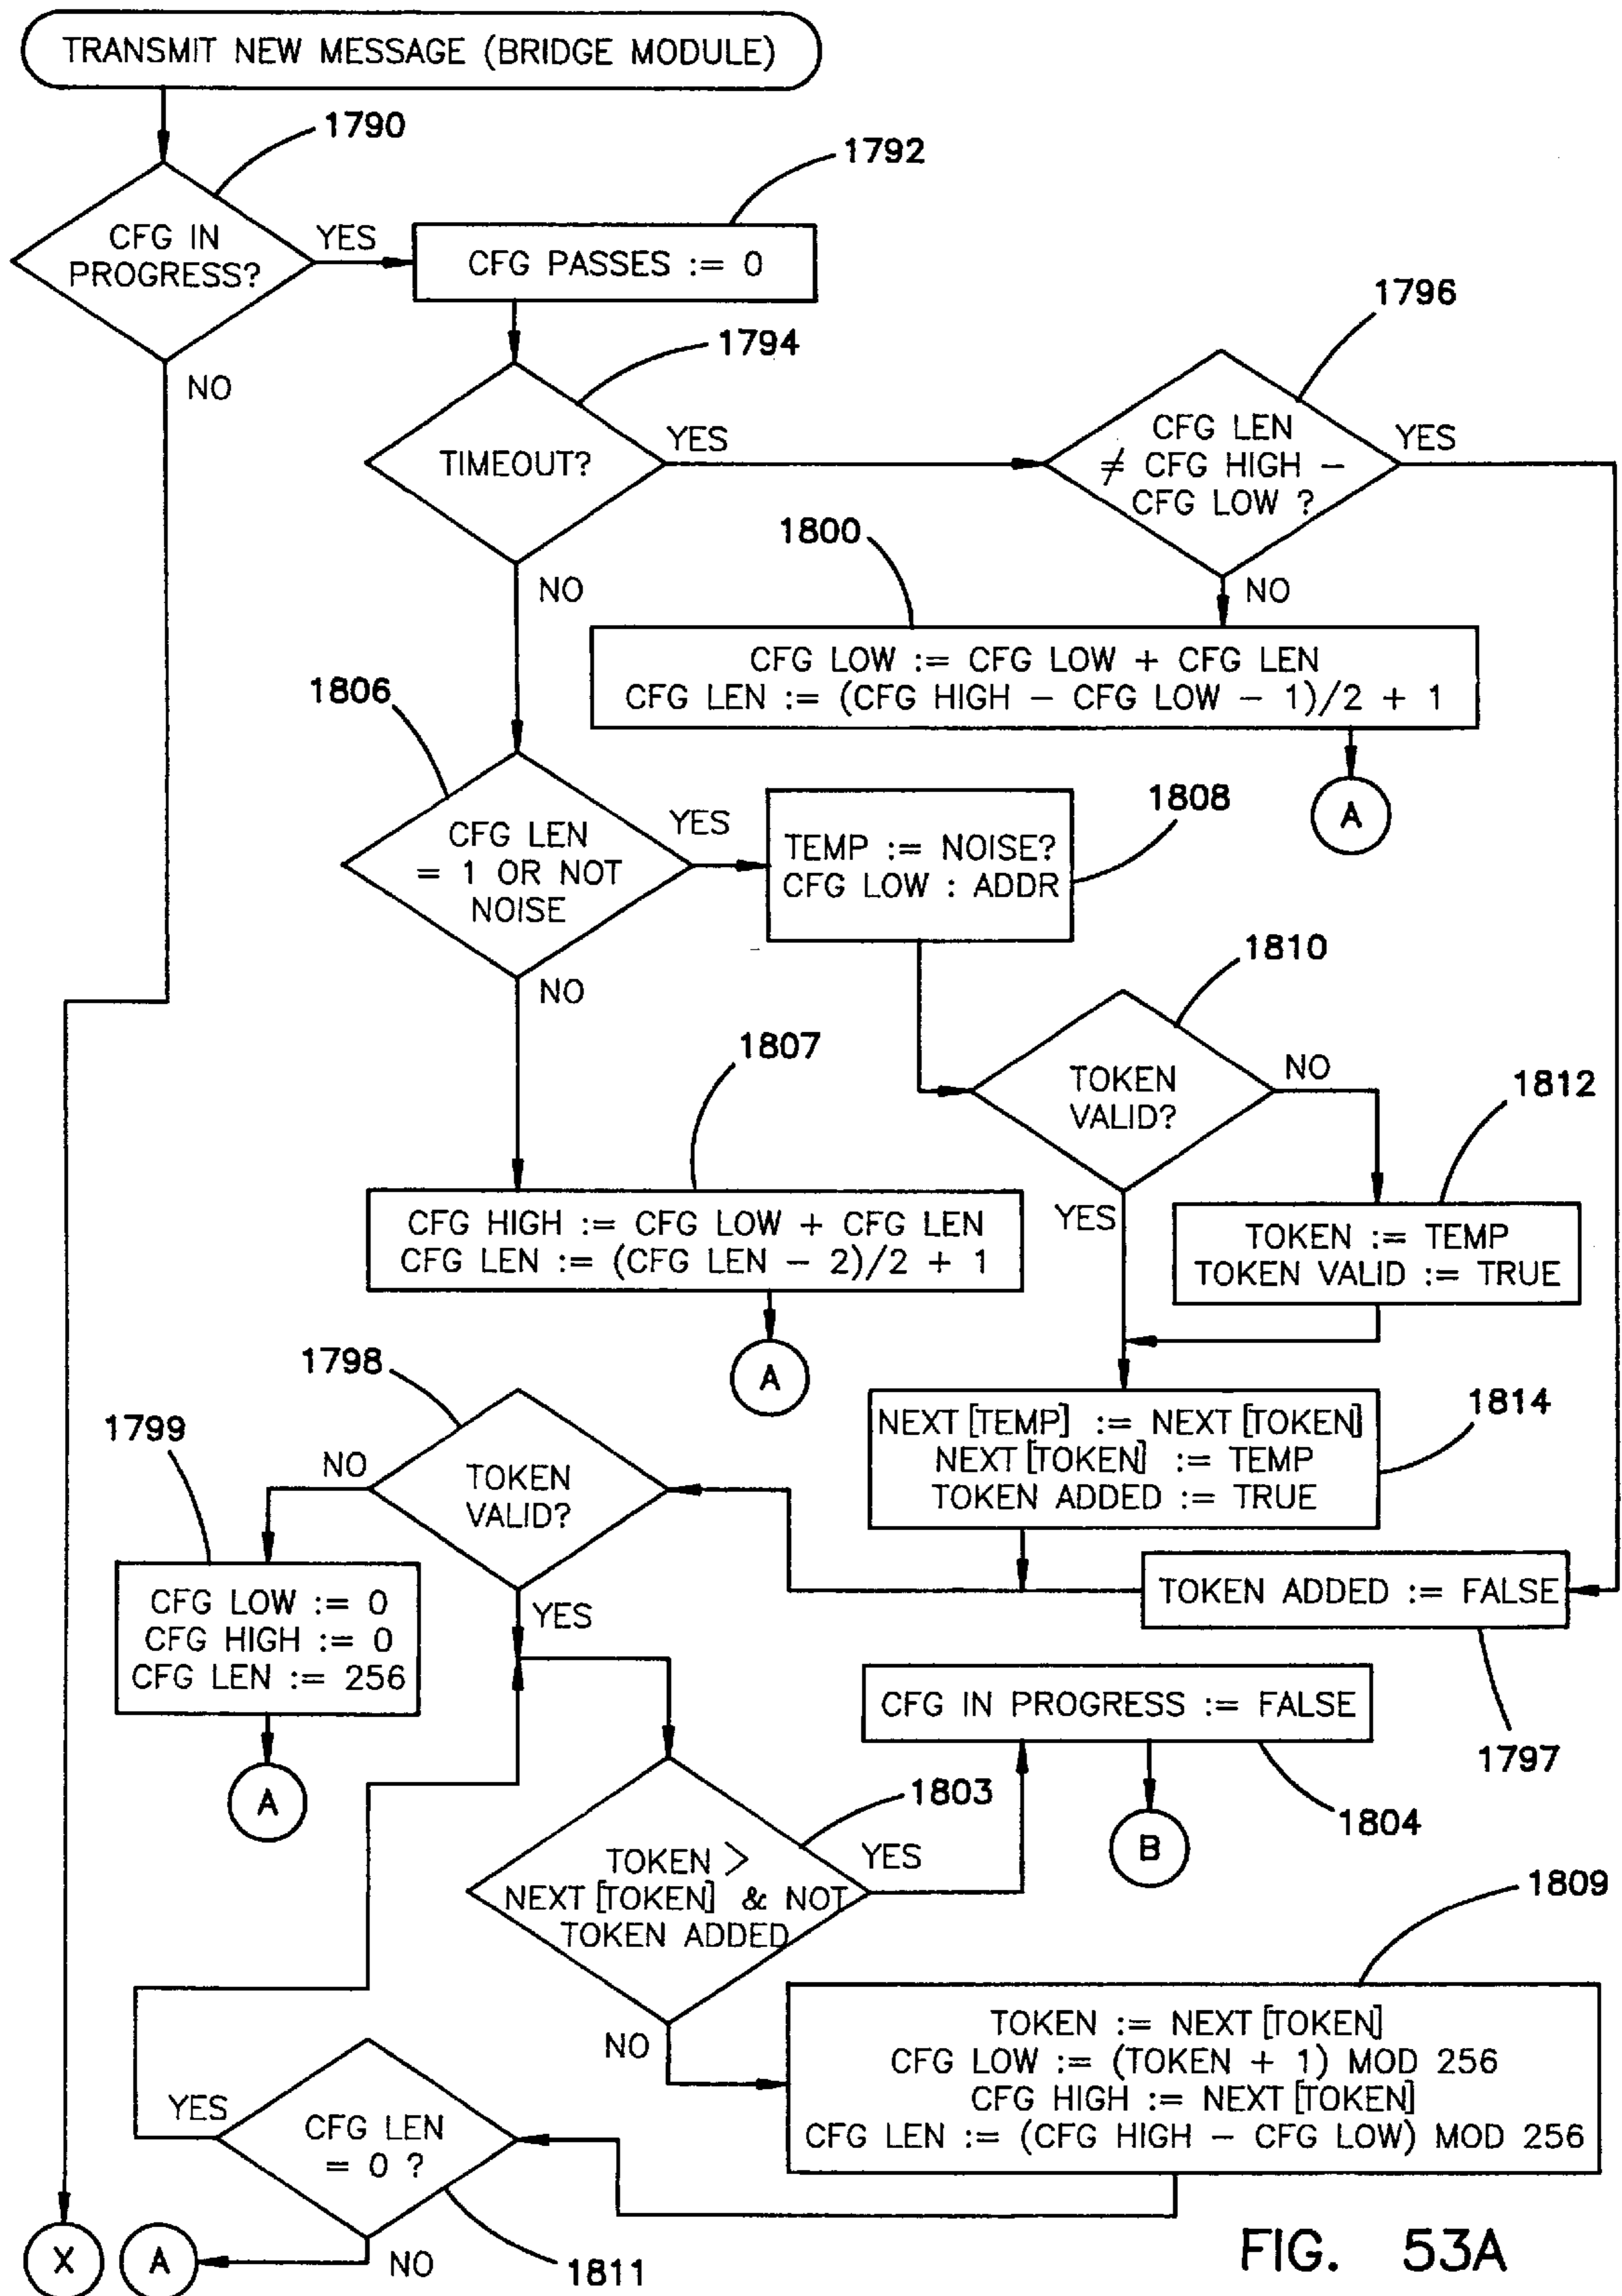 TRANSMIT NEW MESSAGE (BRIDGE MODULE)
1790
CFG IN
PROGRESS?
YES
NO
1792
CFG PASSES := 0
1794
TIMEOUT?
YES
NO
1796
CFG LEN
≠ CFG HIGH –
CFG LOW ?
YES
NO
1800
CFG LOW := CFG LOW + CFG LEN
CFG LEN := (CFG HIGH – CFG LOW – 1)/2 + 1
A
1806
CFG LEN
= 1 OR NOT
NOISE
YES
NO
1808
TEMP := NOISE?
CFG LOW : ADDR
1810
TOKEN
VALID?
NO
YES
1812
TOKEN := TEMP
TOKEN VALID := TRUE
1807
CFG HIGH := CFG LOW + CFG LEN
CFG LEN := (CFG LEN – 2)/2 + 1
A
1814
NEXT [TEMP] := NEXT [TOKEN]
NEXT [TOKEN] := TEMP
TOKEN ADDED := TRUE
1798
TOKEN
VALID?
NO
YES
1799
CFG LOW := 0
CFG HIGH := 0
CFG LEN := 256
A
TOKEN ADDED := FALSE
1797
CFG IN PROGRESS := FALSE
1804
B
1803
TOKEN >
NEXT [TOKEN] & NOT
TOKEN ADDED
YES
NO
1809
TOKEN := NEXT [TOKEN]
CFG LOW := (TOKEN + 1) MOD 256
CFG HIGH := NEXT [TOKEN]
CFG LEN := (CFG HIGH – CFG LOW) MOD 256
CFG LEN
= 0 ?
YES
NO
1811
X
A
FIG. 53A